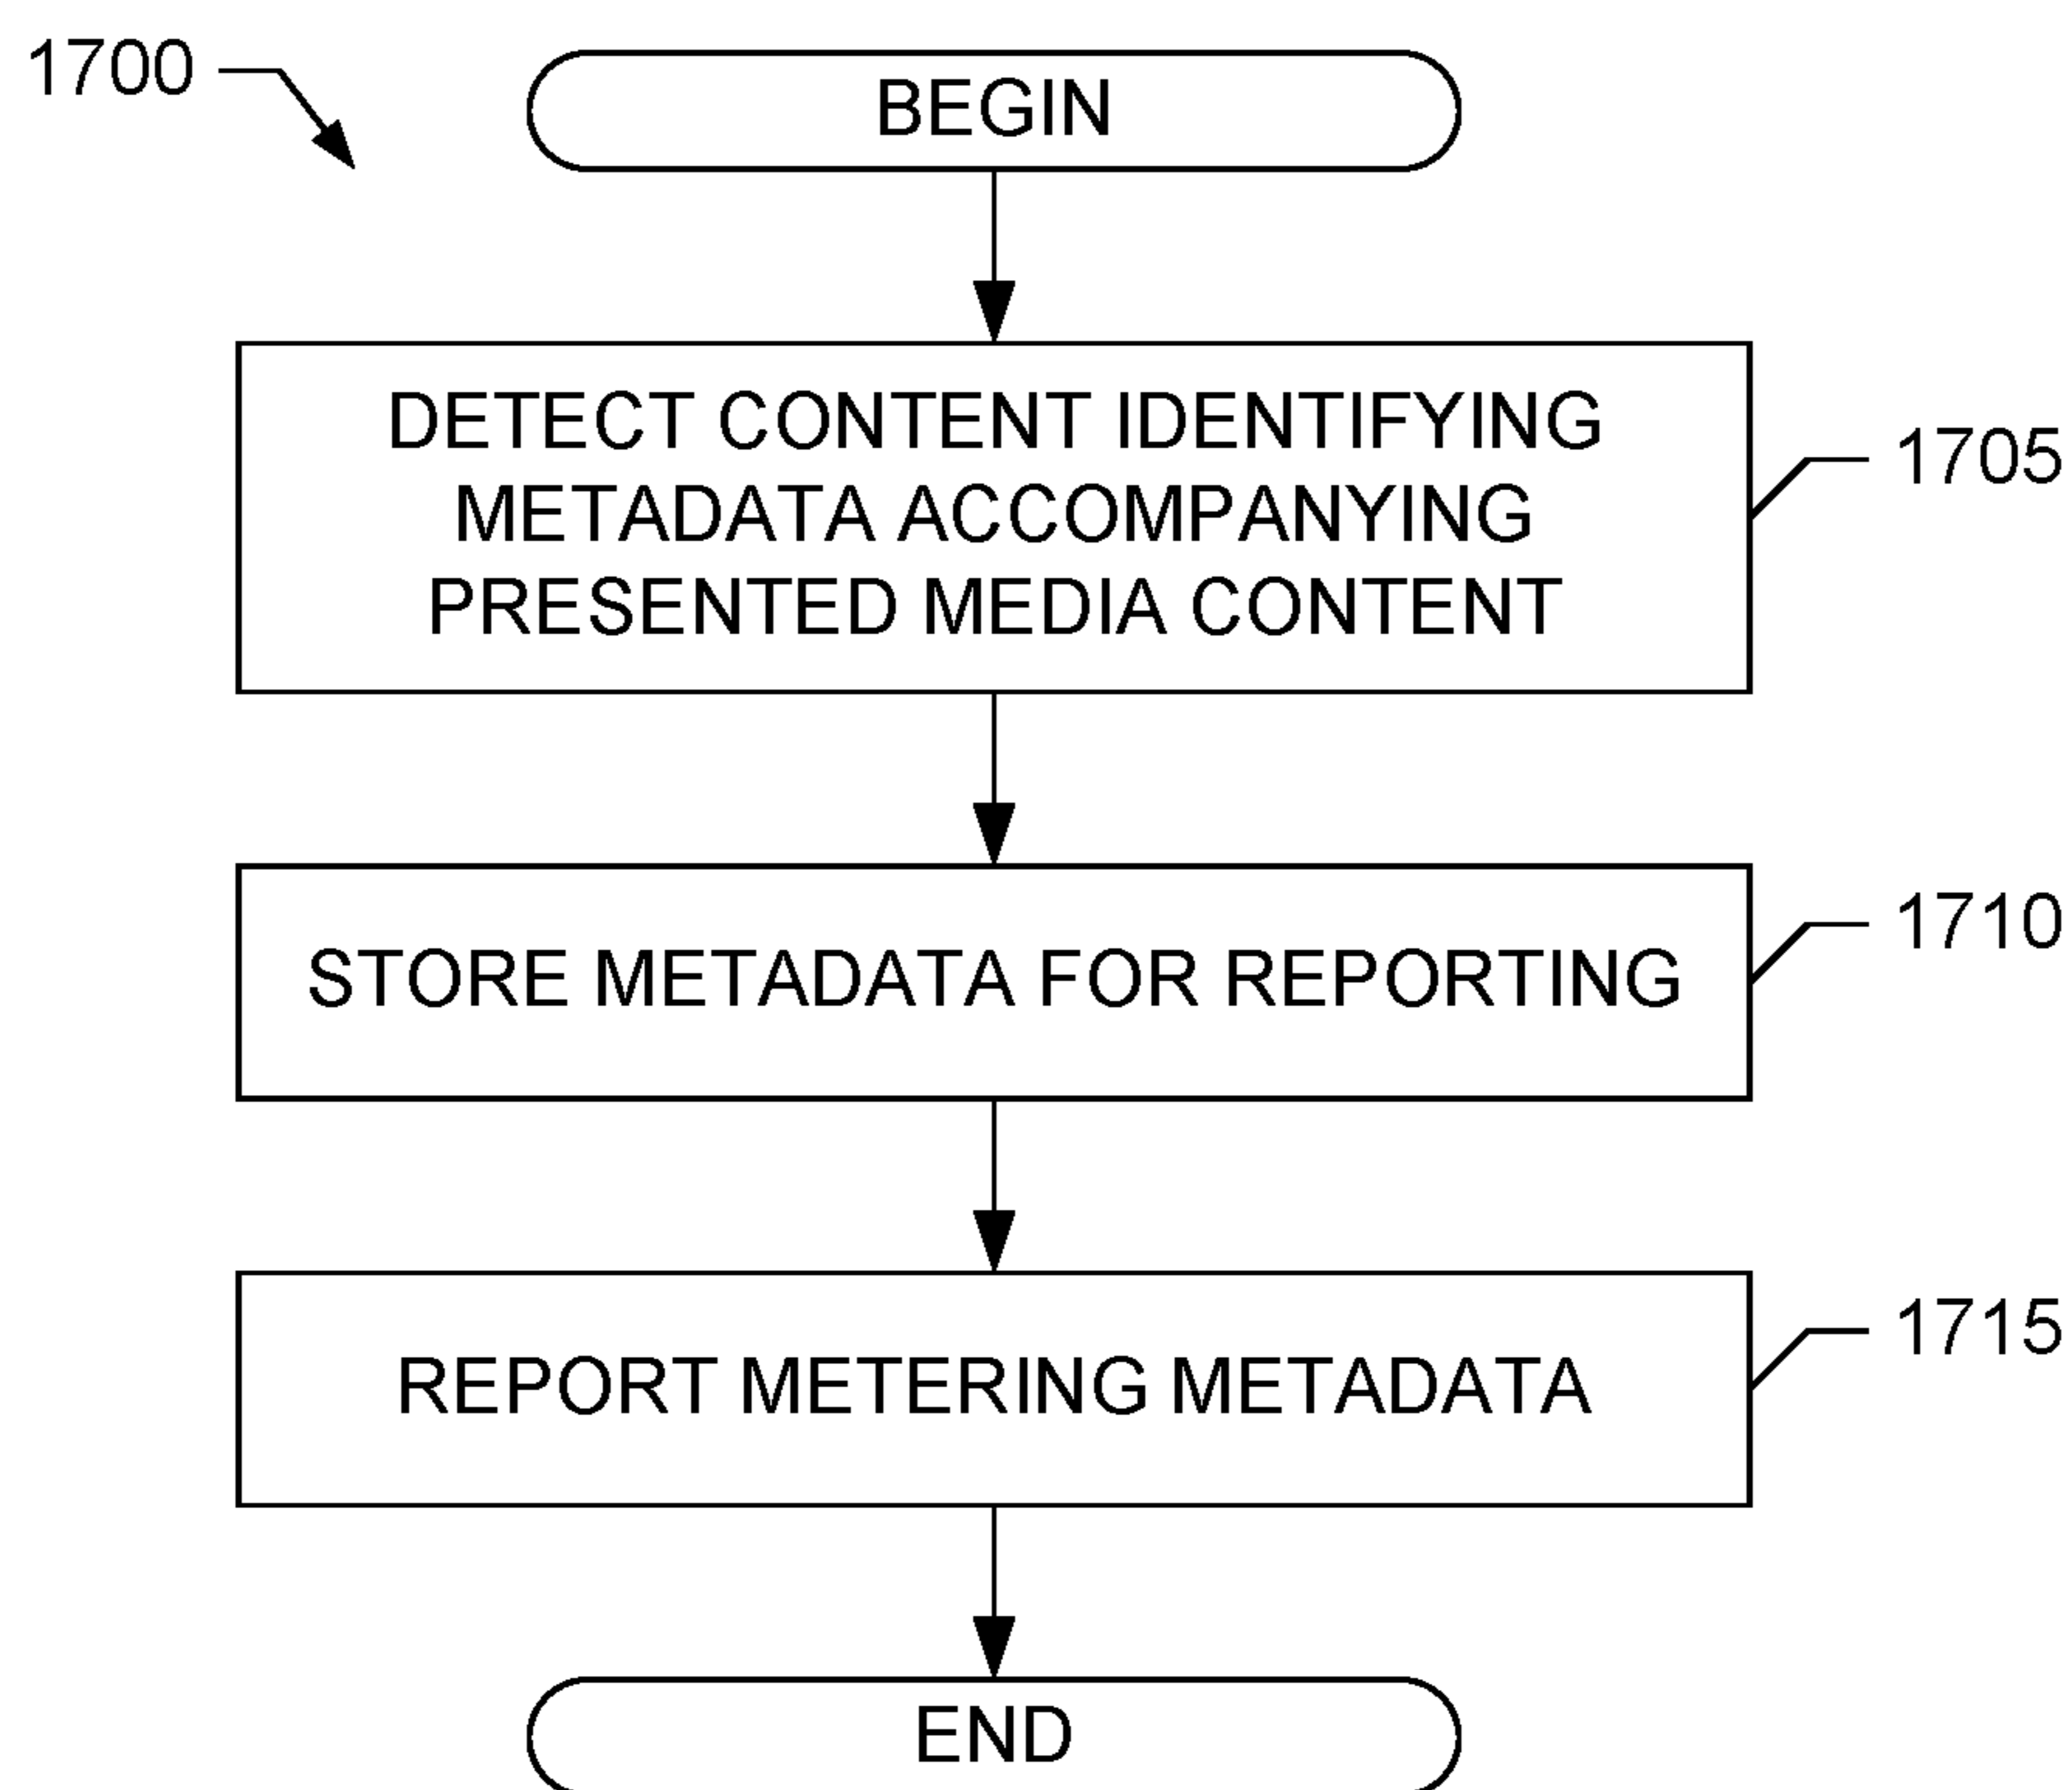 1700
BEGIN
DETECT CONTENT IDENTIFYING
METADATA ACCOMPANYING
PRESENTED MEDIA CONTENT
1705
STORE METADATA FOR REPORTING
1710
REPORT METERING METADATA
1715
END